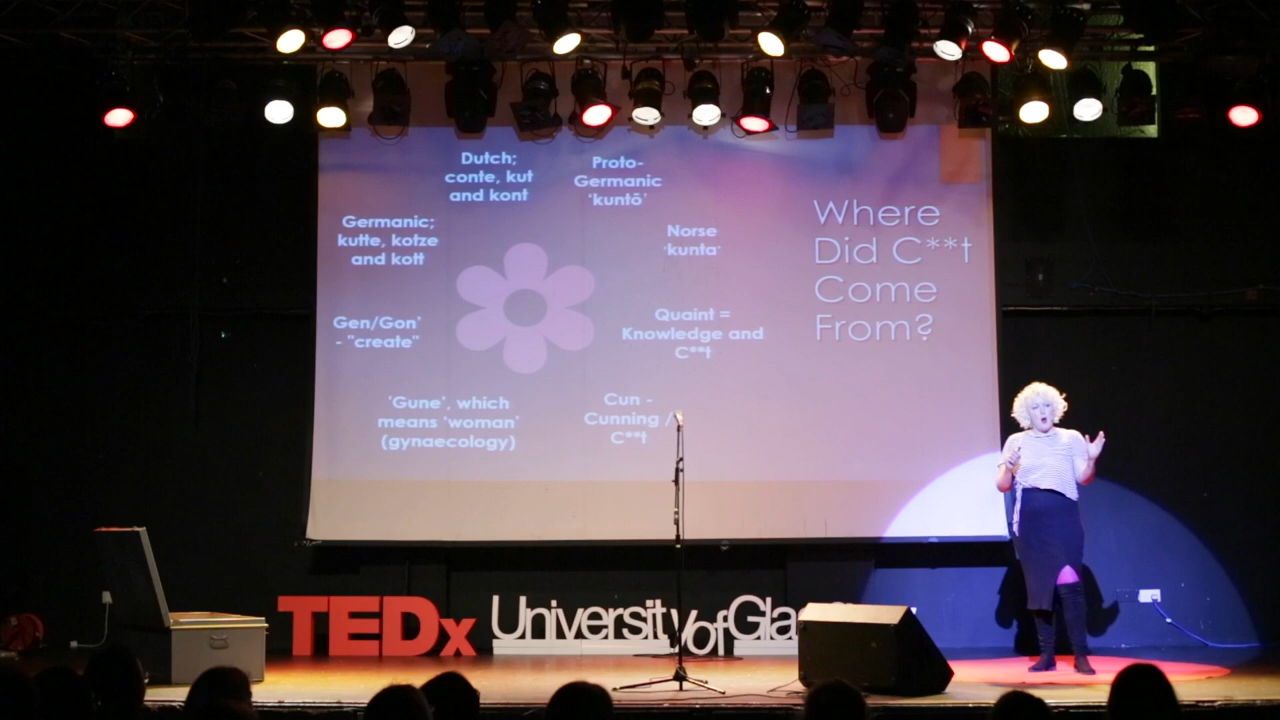 Dutch;
conte, kut
and kont
Proto-
Germanic
‘kuntō’
Germanic;
kutte, kotze
and kott
Norse
‘kunta’
Where
Did C**t
Come
From?
Gen/Gon’
- "create"
Quaint =
Knowledge and
C**t
'Gune', which
means ‘woman’
(gynaecology)
Cun -
Cunning /
C**t
TEDx UniversityofGla